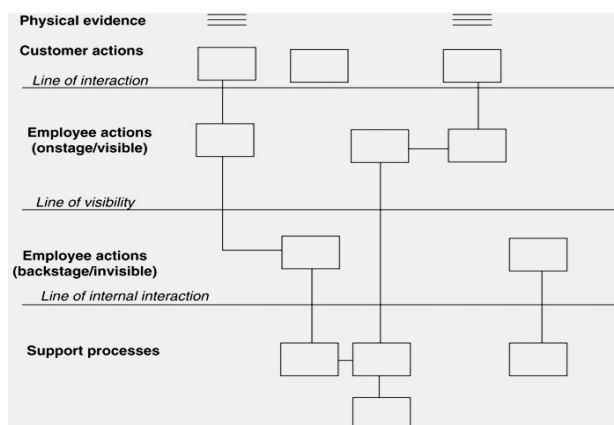 Physical evidence
Customer actions
Line of interaction
Employee actions
(onstage/visible)
Line of visibility
Employee actions
(backstage/invisible)
Line of internal interaction
Support processes